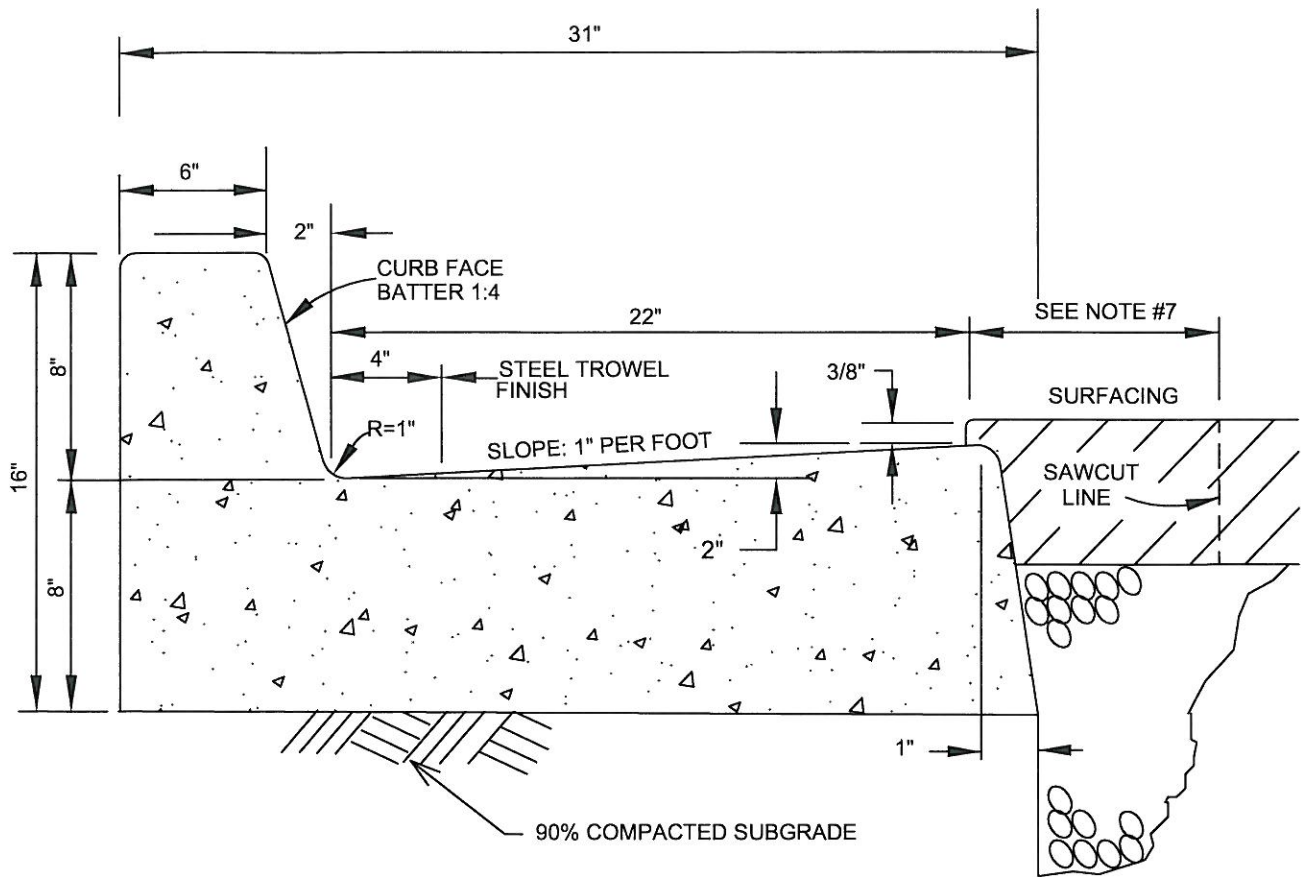 31"
6"
2"
CURB FACE
BATTER 1:4
22"
SEE NOTE #7
4"
STEEL TROWEL
FINISH
3/8"
SURFACING
8"
R=1"
SLOPE: 1" PER FOOT
16"
SAWCUT
LINE
2"
8"
1"
90% COMPACTED SUBGRADE